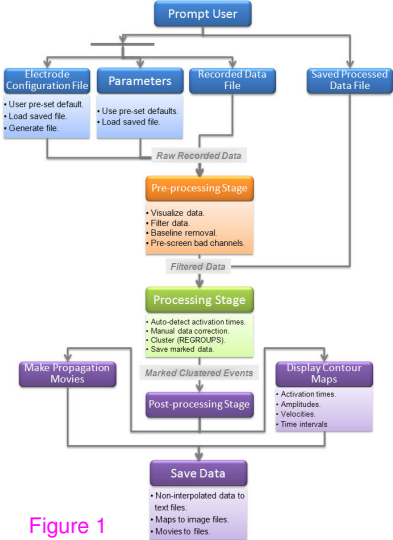 Prompt User
Electrode
Configuration File
• User pre-set default.
• Load saved file.
• Generate file.
Parameters
• Use pre-set defaults.
• Load saved file.
Recorded Data
File
Saved Processed
Data File
Raw Recorded Data
Pre-processing Stage
• Visualize data.
• Filter data.
• Baseline removal.
• Pre-screen bad channels.
Filtered Data
Processing Stage
• Auto-detect activation times.
• Manual data correction.
• Cluster (REGROUPS).
• Save marked data.
Make Propagation
Movies
Marked Clustered Events
Post-processing Stage
Display Contour
Maps
• Activation times.
• Amplitudes.
• Velocities.
• Time intervals
Save Data
• Non-interpolated data to
text files.
• Maps to image files.
• Movies to files.
Figure 1